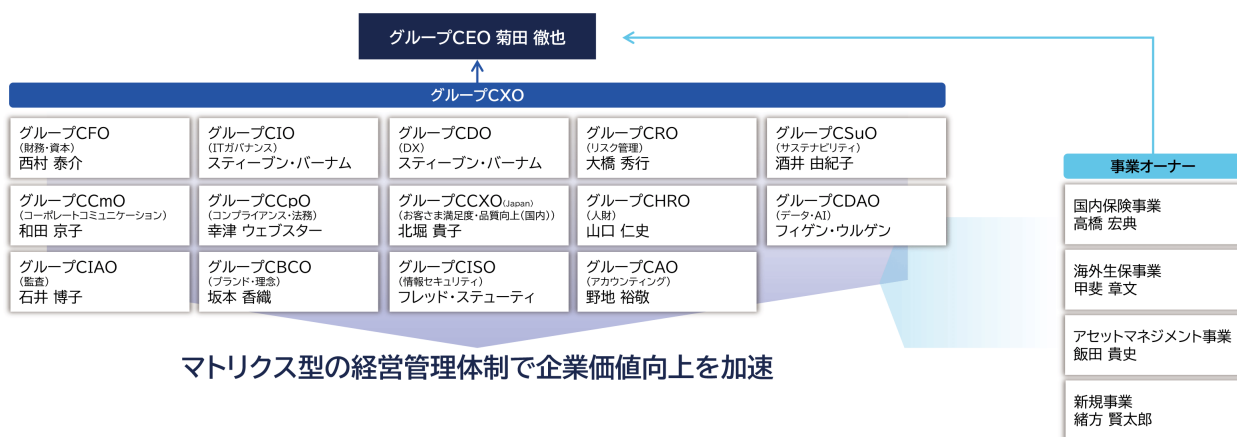 グループCEO 菊田 徹也
グループCXO
グループCFO
(財務・資本)
西村 泰介
グループCIO
(ITガバナンス)
スティーブン・バーナム
グループCDO
(DX)
スティーブン・バーナム
グループCRO
(リスク管理)
大橋 秀行
グループCSuO
(サステナビリティ)
酒井 由紀子
グループCCmO
(コーポレートコミュニケーション)
和田 京子
グループCCpO
(コンプライアンス・法務)
幸津 ウェブスター
グループCCXO(Japan)
(お客さま満足度・品質向上(国内))
北堀 貴子
グループCHRO
(人財)
山口 仁史
グループCDAO
(データ・AI)
フィゲン・ウルゲン
グループCIAO
(監査)
石井 博子
グループCBCO
(ブランド・理念)
坂本 香織
グループCISO
(情報セキュリティ)
フレッド・ステューティ
グループCAO
(アカウンティング)
野地 裕敬
マトリクス型の経営管理体制で企業価値向上を加速
事業オーナー
国内保険事業
高橋 宏典
海外生保事業
甲斐 章文
アセットマネジメント事業
飯田 貴史
新規事業
緒方 賢太郎